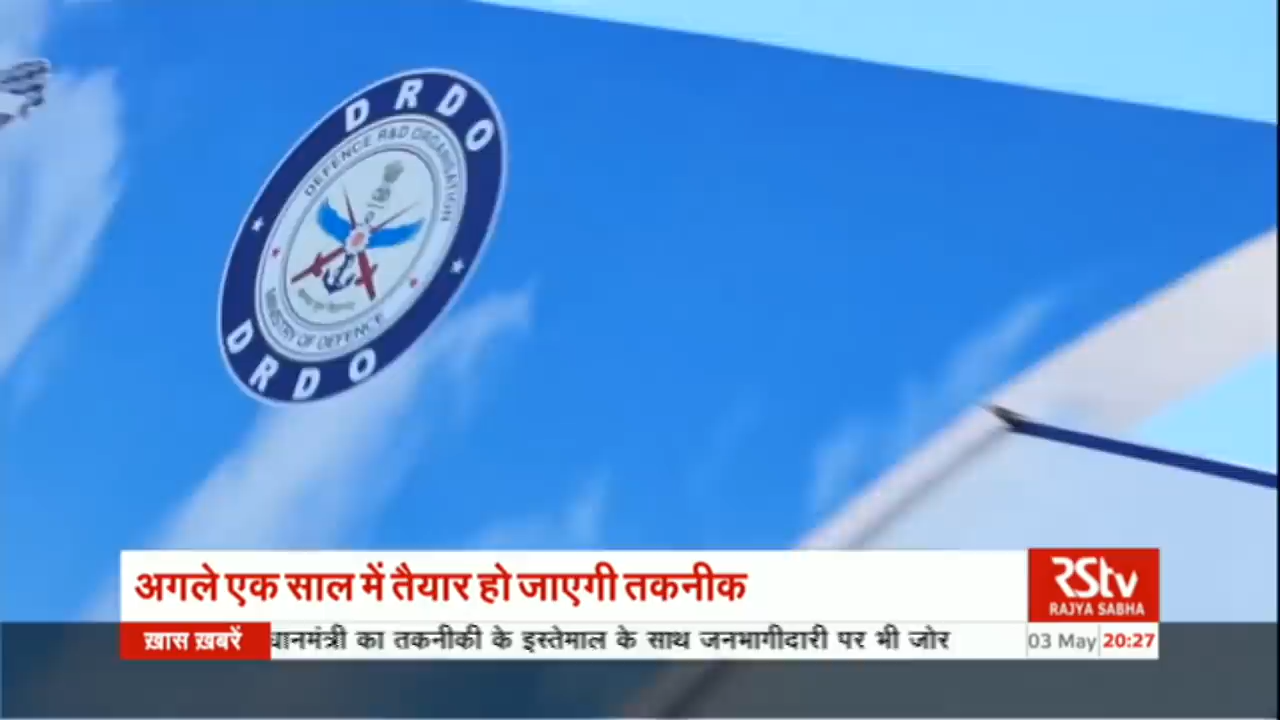 DRDO
DEFENCE R&D ORGANISATION
MINISTRY OF DEFENCE
DRDO
अगले एक साल में तैयार हो जाएगी तकनीक
RStv
RAJYA SABHA
ख़ास ख़बरें
धानमंत्री का तकनीकी के इस्तेमाल के साथ जनभागीदारी पर भी जोर
03 May 20:27